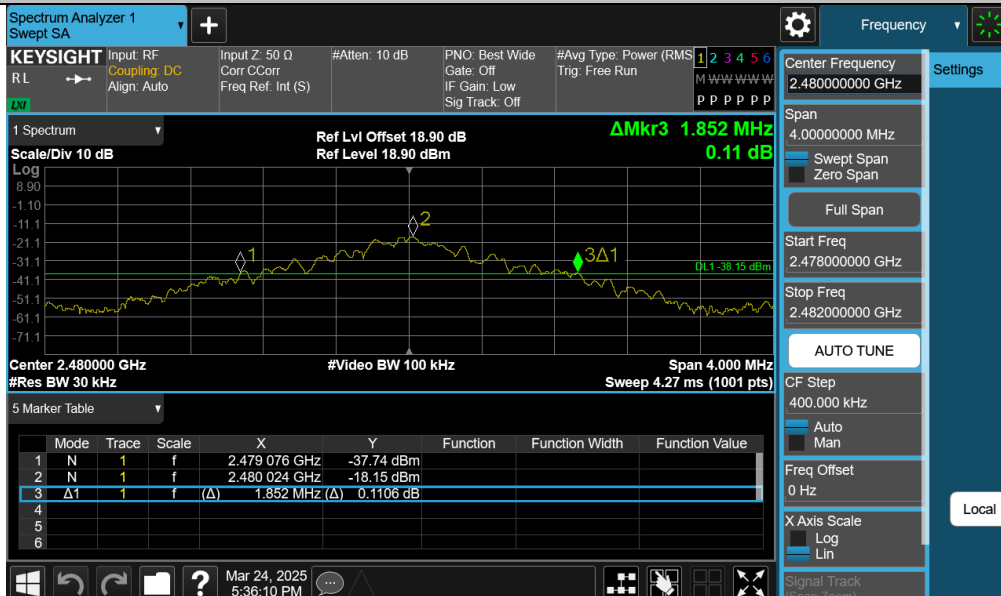 Spectrum Analyzer 1
Swept SA
+
Frequency
KEYSIGHT Input: RF Input Z: 50 Ω #Atten: 10 dB PNO: Best Wide #Avg Type: Power (RMS 1 2 3 4 5 6
RL Coupling: DC Corr CCorr Gate: Off Trig: Free Run
Align: Auto Freq Ref: Int (S) IF Gain: Low M W W W W W
LXI Sig Track: Off P P P P P P
1 Spectrum
Ref Lvl Offset 18.90 dB ΔMkr3 1.852 MHz
Scale/Div 10 dB Ref Level 18.90 dBm 0.11 dB
Log
8.90
-1.10
-11.1
2
-21.1
1 3Δ1
-31.1
DL1 -38.15 dBm
-41.1
-51.1
-61.1
-71.1
Center 2.480000 GHz #Video BW 100 kHz Span 4.000 MHz
#Res BW 30 kHz Sweep 4.27 ms (1001 pts)
5 Marker Table
Mode Trace Scale X Y Function Function Width Function Value
1 N 1 f 2.479 076 GHz -37.74 dBm
2 N 1 f 2.480 024 GHz -18.15 dBm
3 Δ1 1 f (Δ) 1.852 MHz (Δ) 0.1106 dB
4
5
6
?
Mar 24, 2025
5:36:10 PM
Center Frequency
2.480000000 GHz
Settings
Span
4.00000000 MHz
Swept Span
Zero Span
Full Span
Start Freq
2.478000000 GHz
Stop Freq
2.482000000 GHz
AUTO TUNE
CF Step
400.000 kHz
Auto
Man
Freq Offset
0 Hz
Local
X Axis Scale
Log
Lin
Signal Track
(Span Zoom)